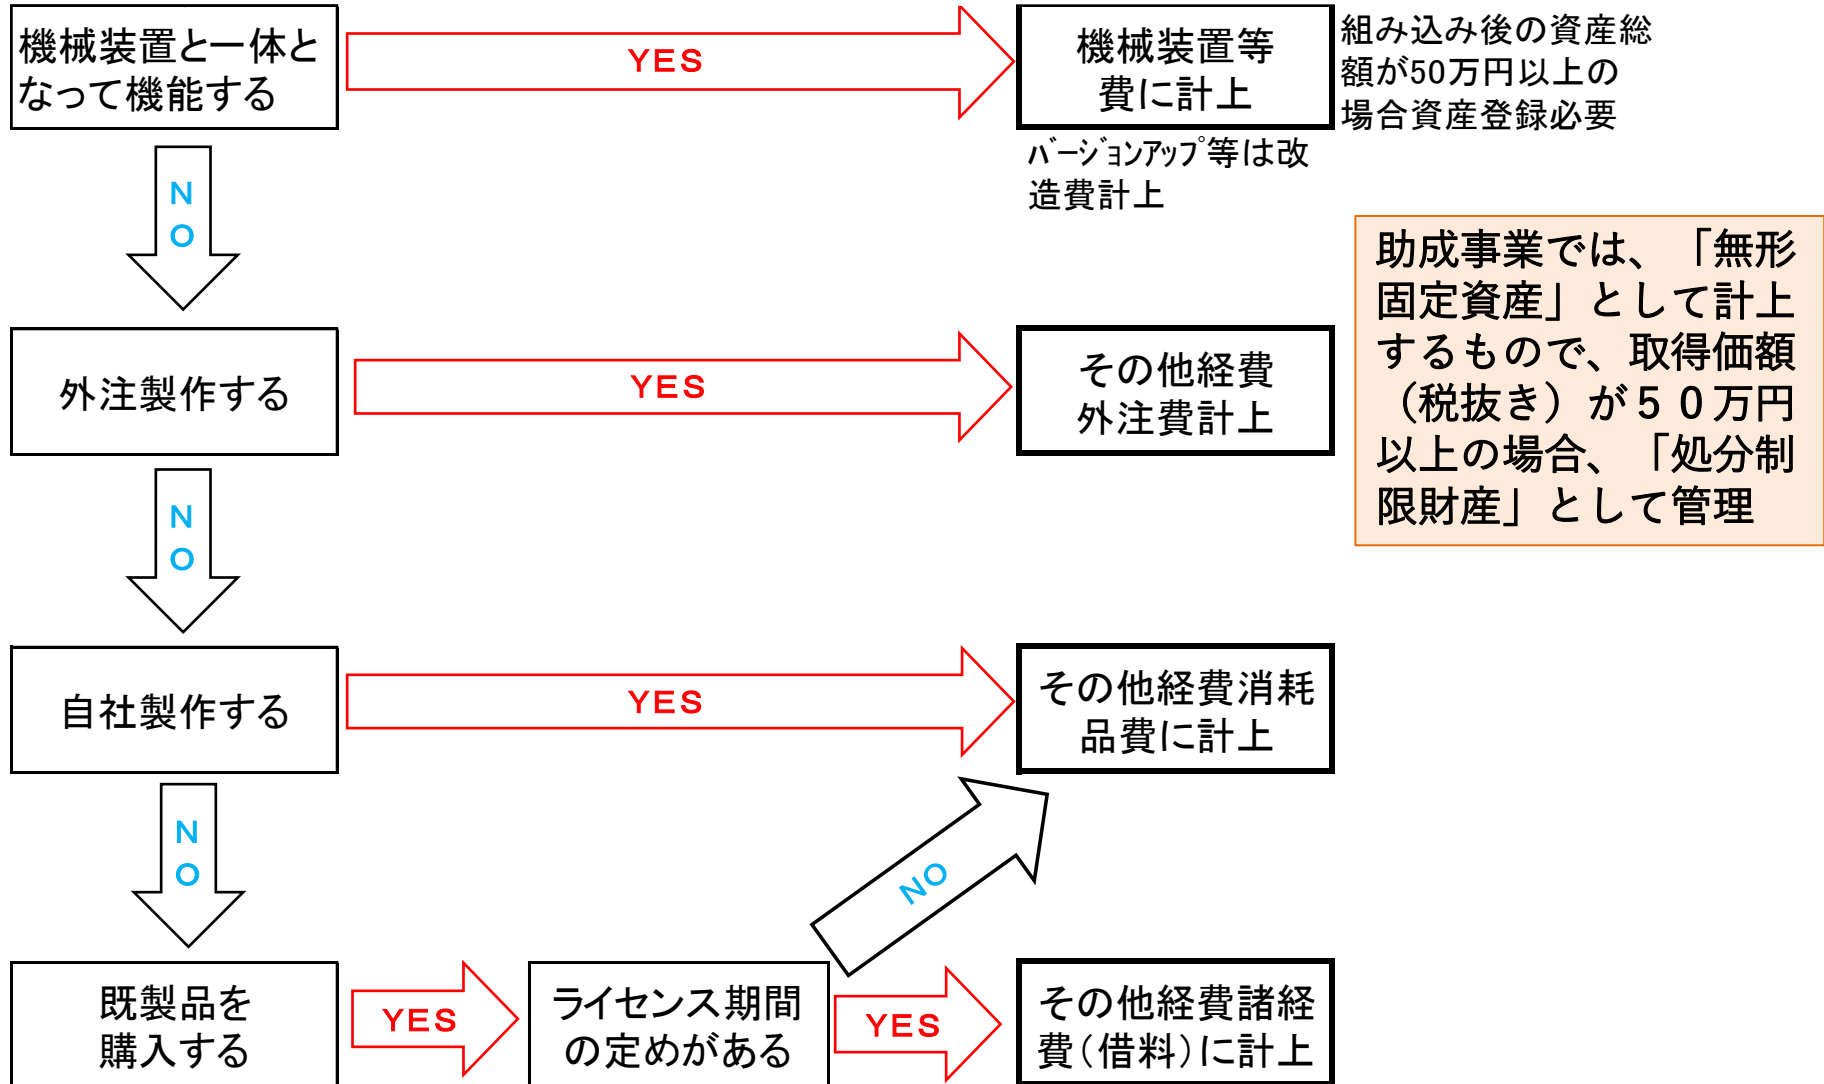 機械装置と一体と
なって機能する
YES
機械装置等
費に計上
組み込み後の資産総
額が50万円以上の
場合資産登録必要
ﾊﾞｰｼﾞｮﾝｱｯﾌﾟ等は改
造費計上
N
O
助成事業では、「無形
固定資産」として計上
するもので、取得価額
（税抜き）が５０万円
以上の場合、「処分制
限財産」として管理
外注製作する
YES
その他経費
外注費計上
N
O
自社製作する
YES
その他経費消耗
品費に計上
N
O
NO
既製品を
購入する
YES
ライセンス期間
の定めがある
YES
その他経費諸経
費（借料）に計上